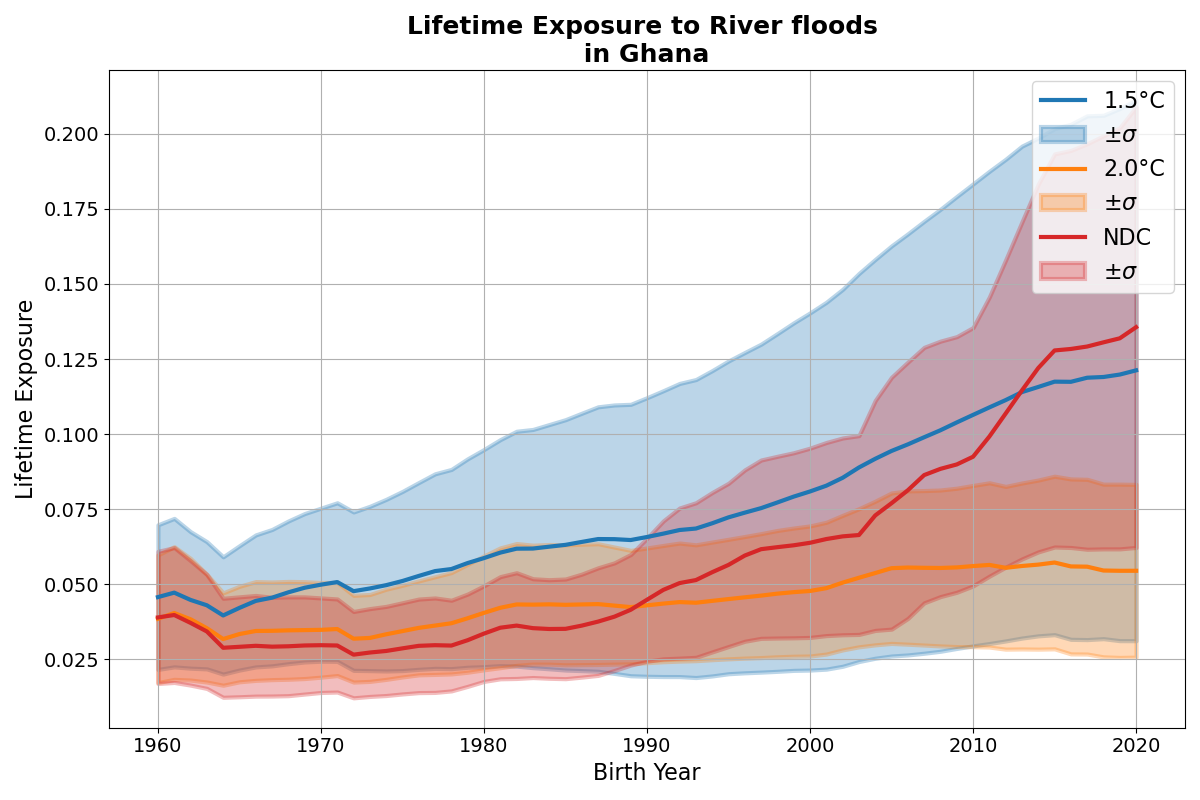 Lifetime Exposure to River floods
in Ghana
Lifetime Exposure
0.200
0.175
0.150
0.125
0.100
0.075
0.050
0.025
1960 1970 1980 1990 2000 2010 2020
Birth Year
1.5°C
±σ
2.0°C
±σ
NDC
±σ